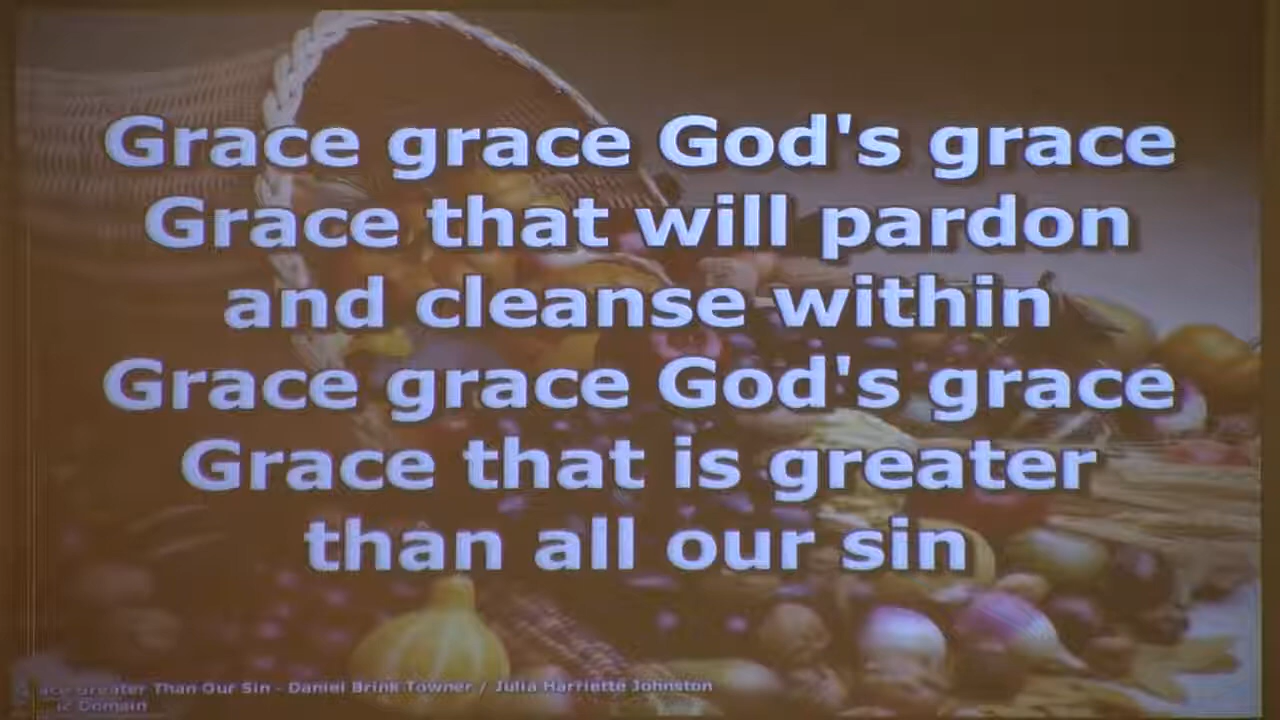 Grace grace God's grace
Grace that will pardon
and cleanse within
Grace grace God's grace
Grace that is greater
than all our sin
Greater Than Our Sin - Daniel Brink Towner / Julia Harriette Johnston
Domain